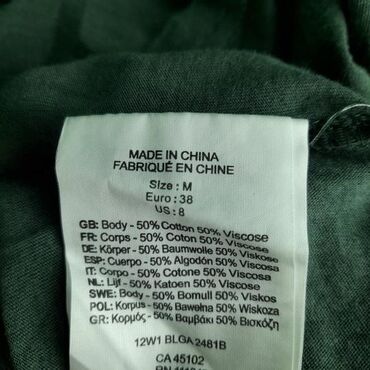 MADE IN CHINA
FABRIQUÉ EN CHINE
Size : M
Euro : 38
US : 8
GB: Body - 50% Cotton 50% Viscose
FR: Corps - 50% Coton 50% Viscose
DE: Körper - 50% Baumwolle 50% Viskose
ESP: Cuerpo - 50% Algodón 50% Viscosa
IT: Corpo - 50% Cotone 50% Viscosa
NL: Lijf - 50% Katoen 50% Viscose
SWE: Body - 50% Bomull 50% Viskos
POL: Korpus - 50% Bawełna 50% Wiskoza
GR: Κορμός - 50% Βαμβάκι 50% Βισκόζη
12W1 BLGA 2481B
CA 45102